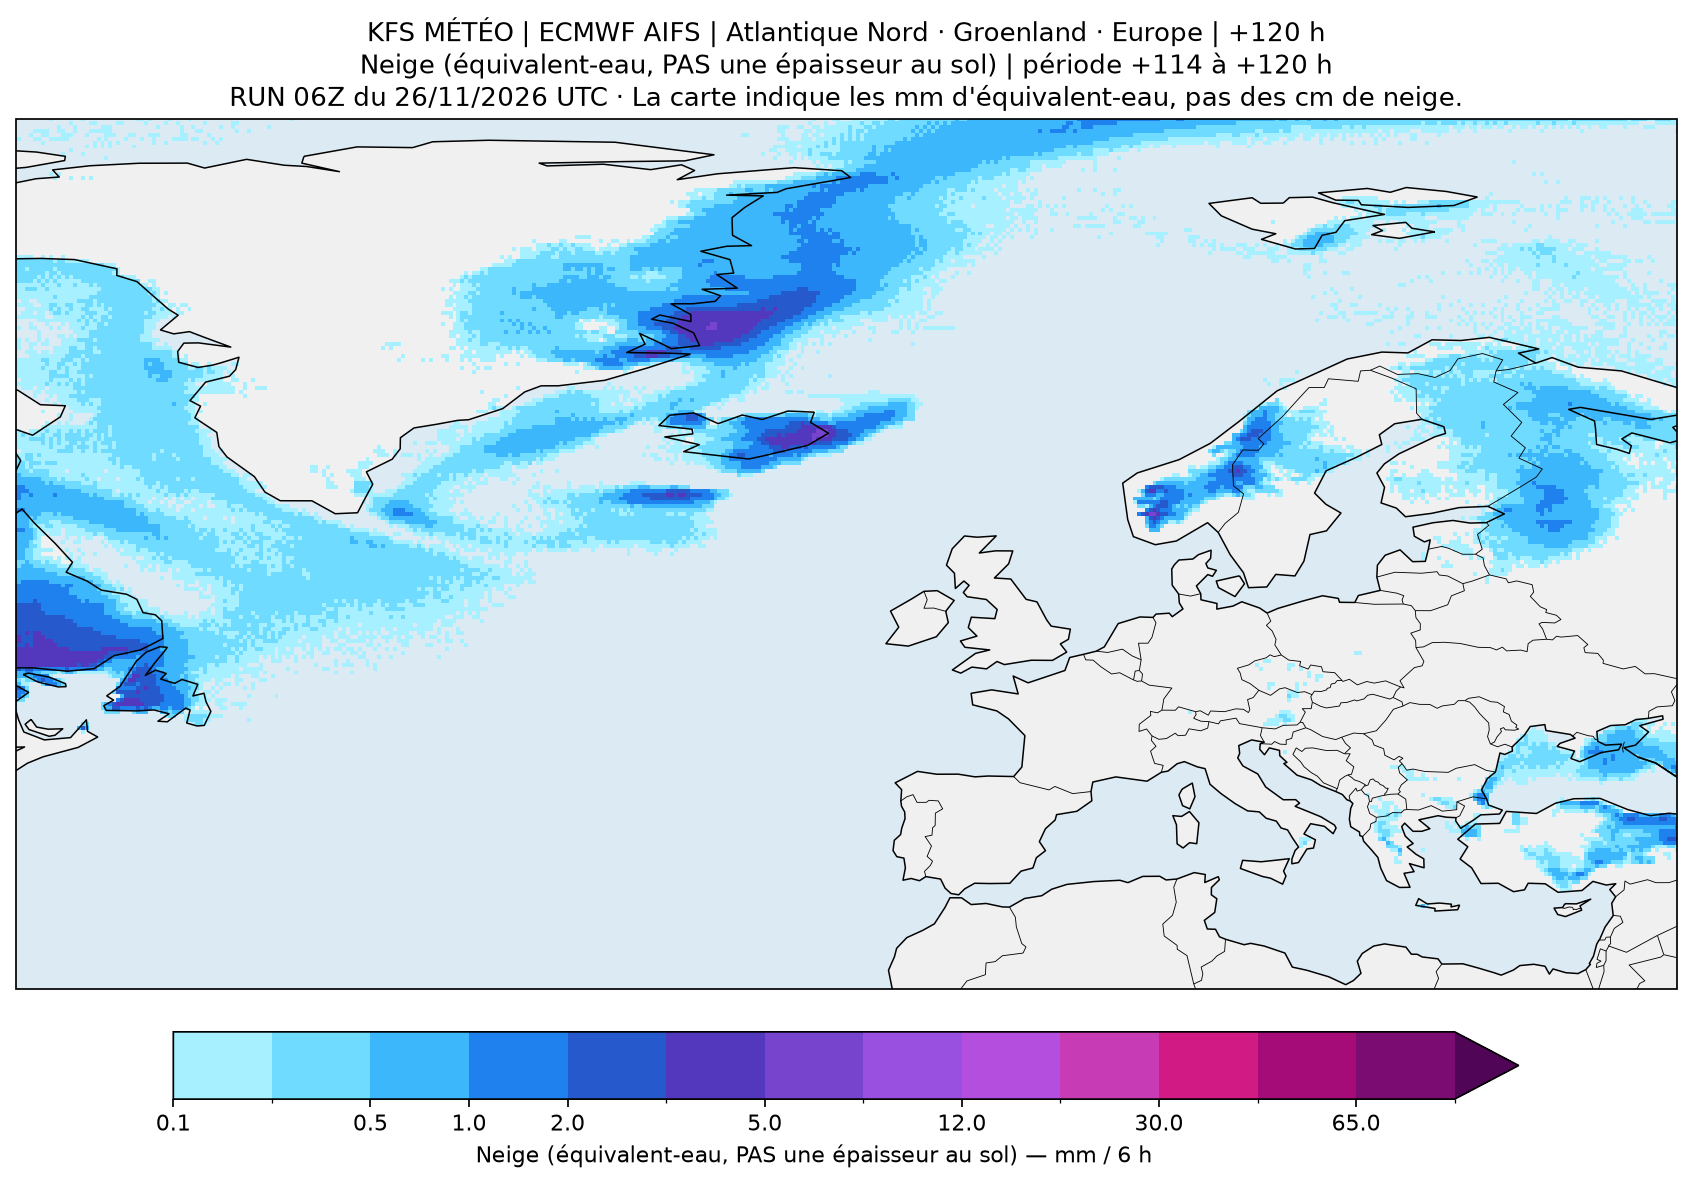 KFS MÉTÉO | ECMWF AIFS | Atlantique Nord · Groenland · Europe | +120 h
Neige (équivalent-eau, PAS une épaisseur au sol) | période +114 à +120 h
RUN 06Z du 26/11/2026 UTC · La carte indique les mm d'équivalent-eau, pas des cm de neige.
0.1 0.5 1.0 2.0 5.0 12.0 30.0 65.0
Neige (équivalent-eau, PAS une épaisseur au sol) — mm / 6 h